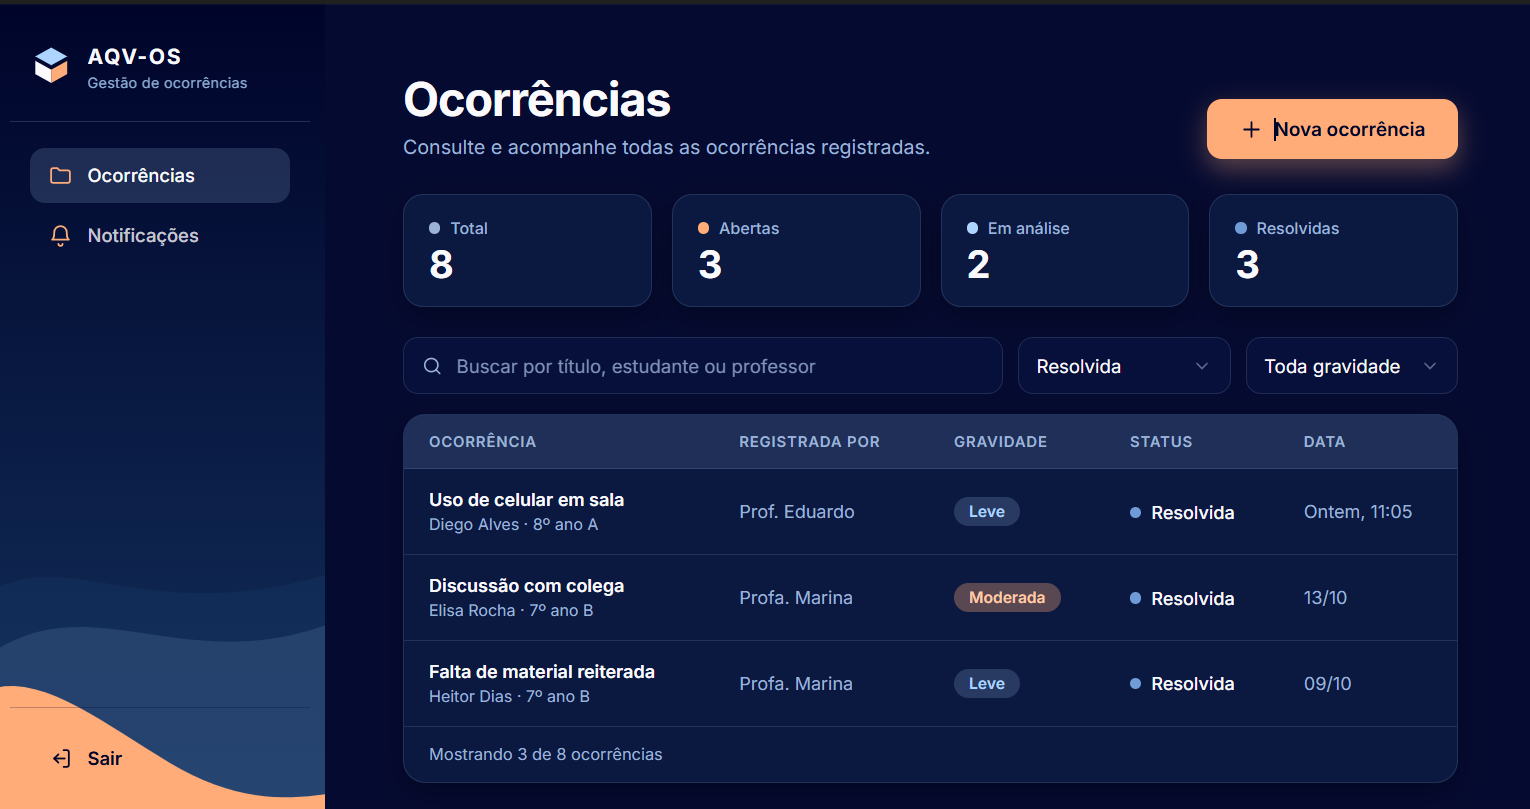 AQV-OS
Gestão de ocorrências
Ocorrências
Notificações
Sair
Ocorrências
Consulte e acompanhe todas as ocorrências registradas.
Nova ocorrência
Total
8
Abertas
3
Em análise
2
Resolvidas
3
Buscar por título, estudante ou professor
Resolvida
Toda gravidade
OCORRÊNCIA REGISTRADA POR GRAVIDADE STATUS DATA
Uso de celular em sala
Diego Alves · 8º ano A
Prof. Eduardo Leve Resolvida Ontem, 11:05
Discussão com colega
Elisa Rocha · 7º ano B
Profa. Marina Moderada Resolvida 13/10
Falta de material reiterada
Heitor Dias · 7º ano B
Profa. Marina Leve Resolvida 09/10
Mostrando 3 de 8 ocorrências